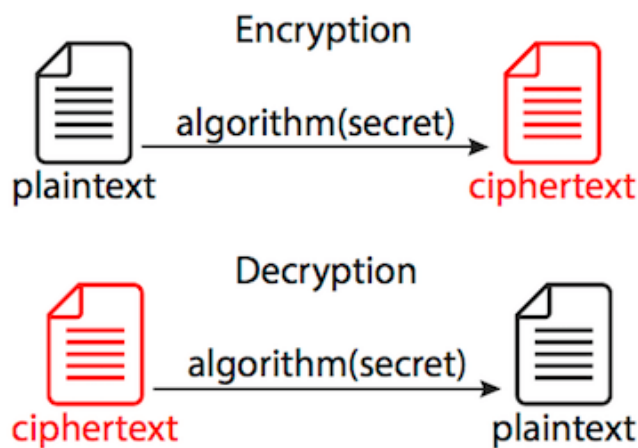 Encryption
algorithm(secret)
plaintext
ciphertext
Decryption
algorithm(secret)
ciphertext
plaintext